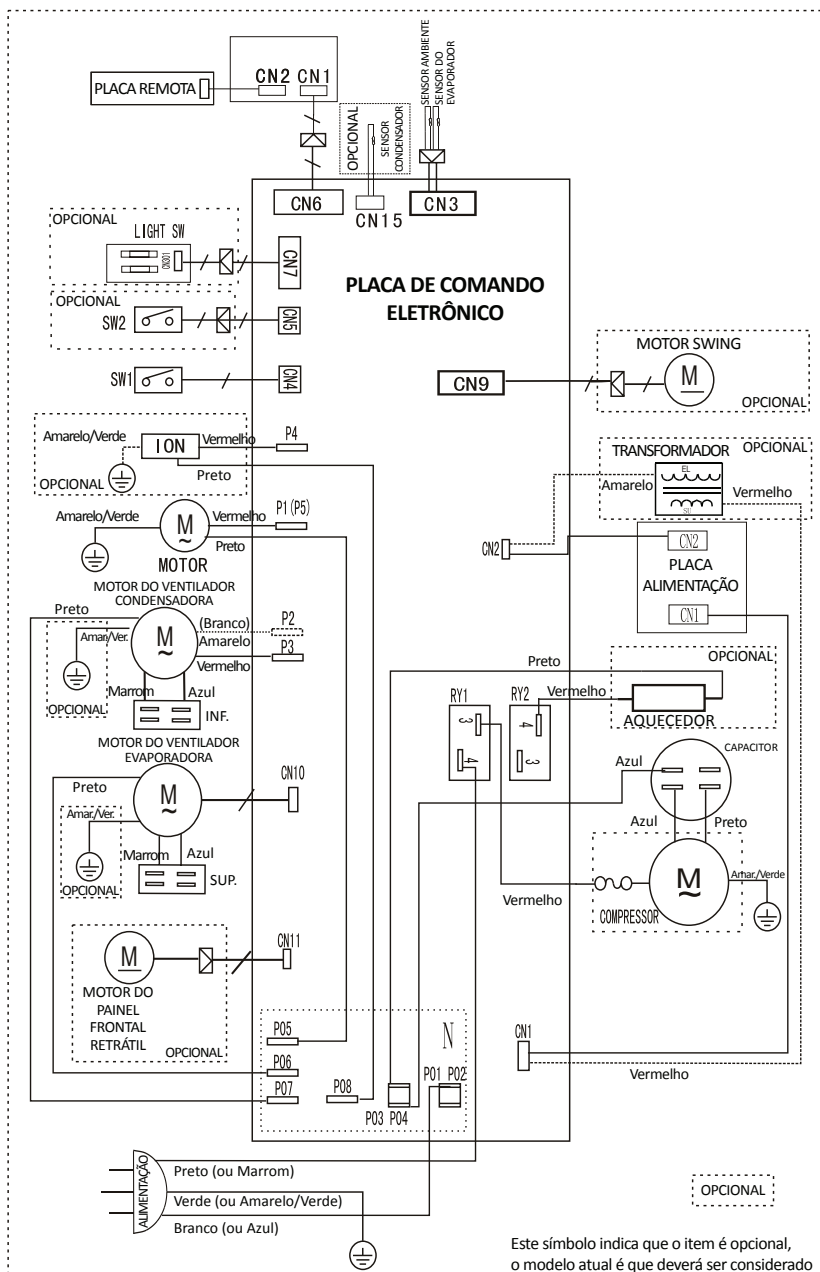 CN2 CN1
PLACA REMOTA
OPCIONAL
SENSOR
CONDENSADOR
SENSOR AMBIENTE
SENSOR DO
EVAPORADOR
CN6
CN15
CN3
PLACA DE COMANDO
ELETRÔNICO
OPCIONAL
LIGHT SW
CN301
CN7
OPCIONAL
SW2
CN5
SW1
CN4
CN9
MOTOR SWING
M
OPCIONAL
Amarelo/Verde
ION
Vermelho
P4
Preto
OPCIONAL
TRANSFORMADOR
OPCIONAL
EL
Amarelo
Vermelho
CN2
CN2
PLACA
ALIMENTAÇÃO
CN1
Amarelo/Verde
M
~
Vermelho
P1 (P5)
Preto
MOTOR
MOTOR DO VENTILADOR
CONDENSADORA
Preto
Amar./Ver.
M
~
(Branco)
P2
Amarelo
Vermelho
P3
OPCIONAL
Marrom
Azul
INF.
MOTOR DO VENTILADOR
EVAPORADORA
Preto
Amar./Ver.
M
~
CN10
OPCIONAL
Marrom
Azul
SUP.
Preto
OPCIONAL
RY1
3
4
RY2
4
3
Vermelho
AQUECEDOR
CAPACITOR
Azul
Azul
Preto
M
~
Amar./Verde
Vermelho
COMPRESSOR
M
CN11
MOTOR DO
PAINEL
FRONTAL
RETRÁTIL
OPCIONAL
N
P05
P06
P07
P08
P03 P04
P01 P02
CN1
Vermelho
ALIMENTAÇÃO
Preto (ou Marrom)
Verde (ou Amarelo/Verde)
Branco (ou Azul)
OPCIONAL
Este símbolo indica que o item é opcional,
o modelo atual é que deverá ser considerado